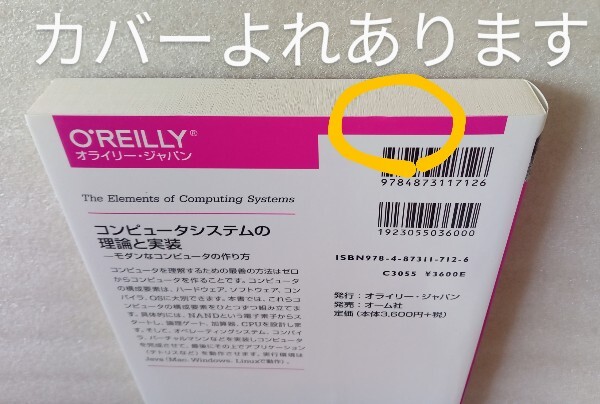 カバーよれあります
O'REILLY®
オライリー・ジャパン
The Elements of Computing Systems
コンピュータシステムの
理論と実装
―モダンなコンピュータの作り方
コンピュータを理解するための最善の方法はゼロ
からコンピュータを作ることです。コンピュータ
の構成要素は、ハードウェア、ソフトウェア、コン
パイラ、OSに大別できます。本書では、これらコ
ンピュータの構成要素をひとつずつ組み立てま
す。具体的には、NANDという電子素子からス
タートし、論理ゲート、加算器、CPUを設計しま
す。そして、オペレーティングシステム、コンパイ
ラ、バーチャルマシンなどを実装しコンピュータ
を完成させて、最後にその上でアプリケーション
(テトリスなど)を動作させます。実行環境は
Java(Mac、Windows、Linuxで動作)。
9784873117126
1923055036000
ISBN978-4-87311-712-6
C3055 ¥3600E
発行:オライリー・ジャパン
発売:オーム社
定価(本体3,600円+税)